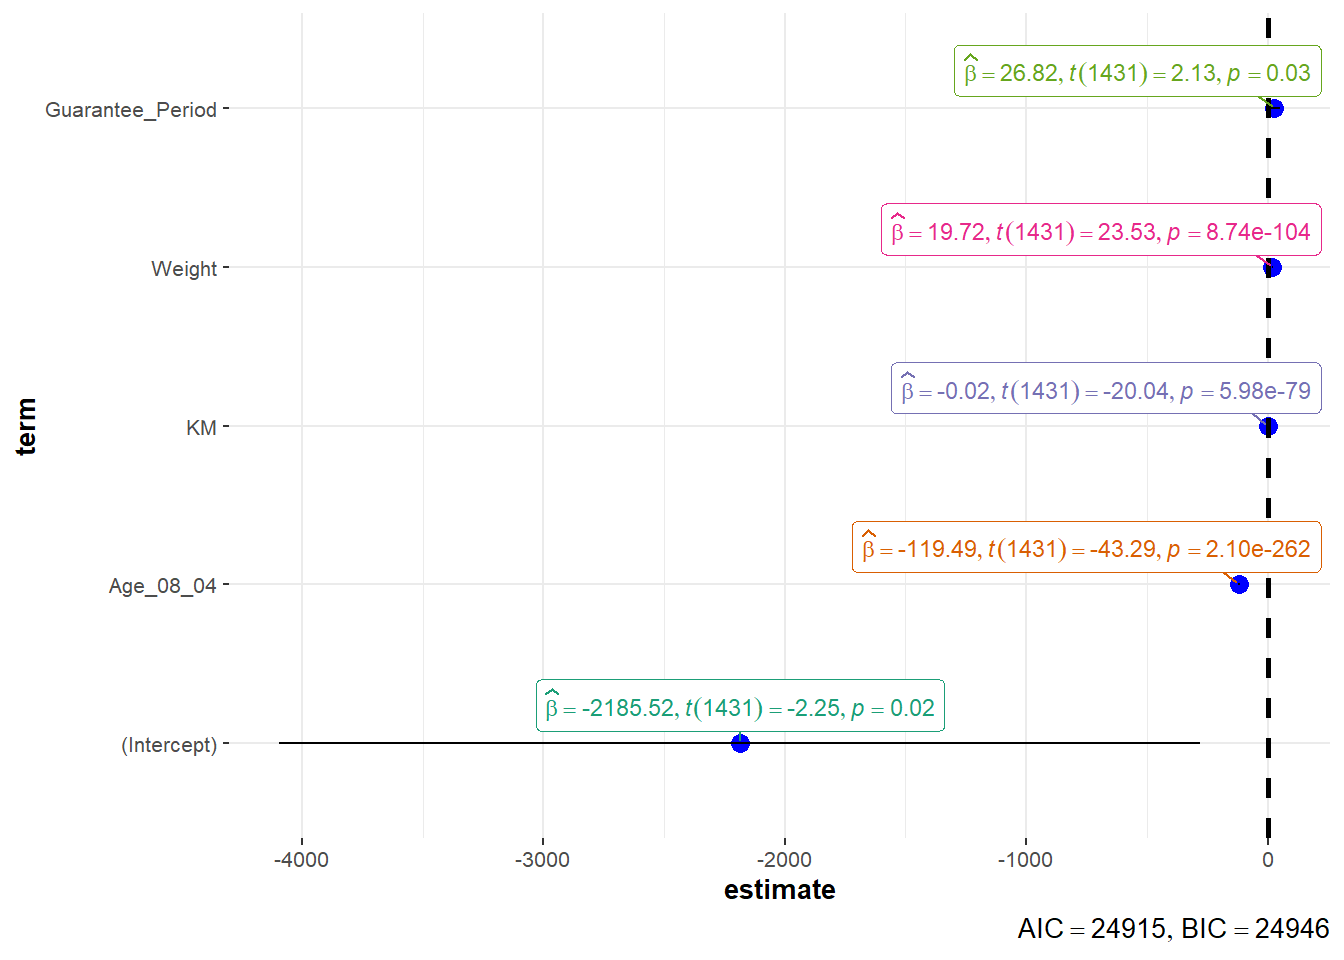 β̂ = 26.82, t(1431) = 2.13, p = 0.03
Guarantee_Period
β̂ = 19.72, t(1431) = 23.53, p = 8.74e-104
Weight
β̂ = -0.02, t(1431) = -20.04, p = 5.98e-79
KM
β̂ = -119.49, t(1431) = -43.29, p = 2.10e-262
Age_08_04
β̂ = -2185.52, t(1431) = -2.25, p = 0.02
(Intercept)
term
-4000 -3000 -2000 -1000 0
estimate
AIC = 24915, BIC = 24946